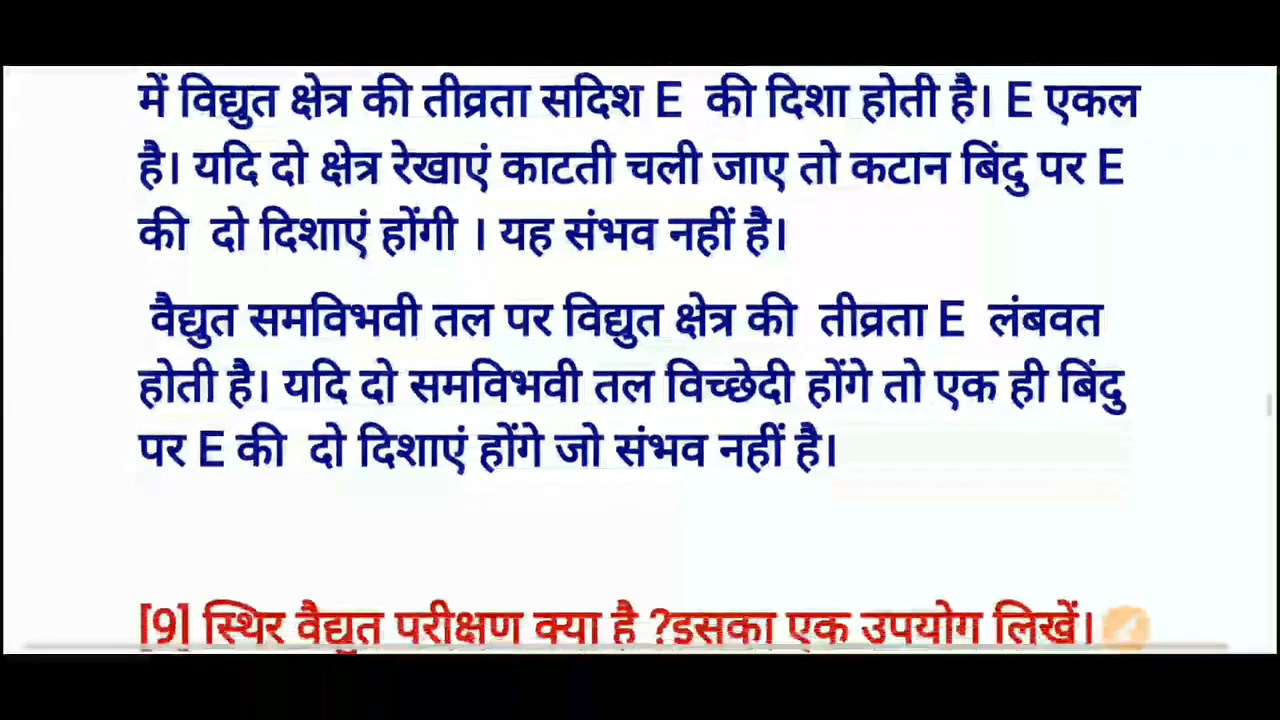 में विद्युत क्षेत्र की तीव्रता सदिश E की दिशा होती है। E एकल
है। यदि दो क्षेत्र रेखाएं काटती चली जाए तो कटान बिंदु पर E
की दो दिशाएं होंगी । यह संभव नहीं है।
वैद्युत समविभवी तल पर विद्युत क्षेत्र की तीव्रता E लंबवत
होती है। यदि दो समविभवी तल विच्छेदी होंगे तो एक ही बिंदु
पर E की दो दिशाएं होंगे जो संभव नहीं है।
[9] स्थिर वैद्युत परीक्षण क्या है ?इसका एक उपयोग लिखें।